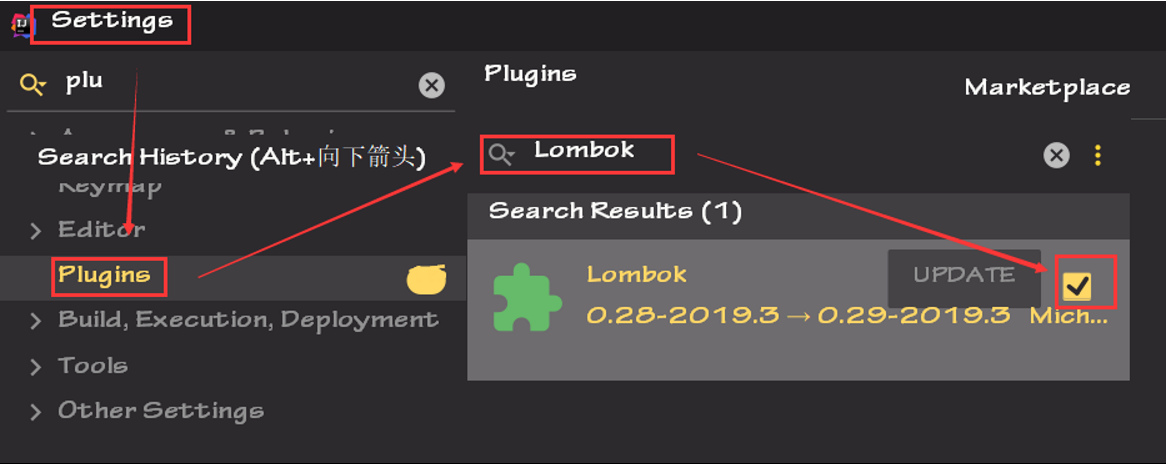 Settings
plu
Search History (Alt+向下箭头)
Keymap
Editor
Plugins
Build, Execution, Deployment
Tools
Other Settings
Plugins
Marketplace
Lombok
Search Results (1)
Lombok
UPDATE
0.28-2019.3 → 0.29-2019.3 Mich...